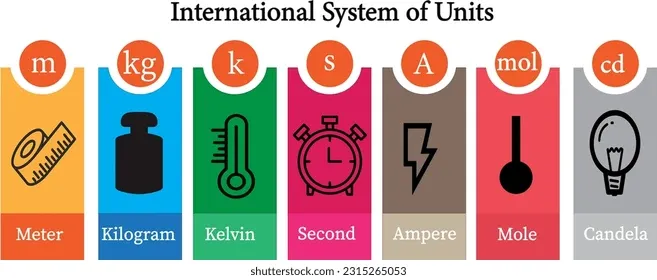 International System of Units
m kg k s A mol cd
Meter Kilogram Kelvin Second Ampere Mole Candela
shutterstock.com · 2315265053